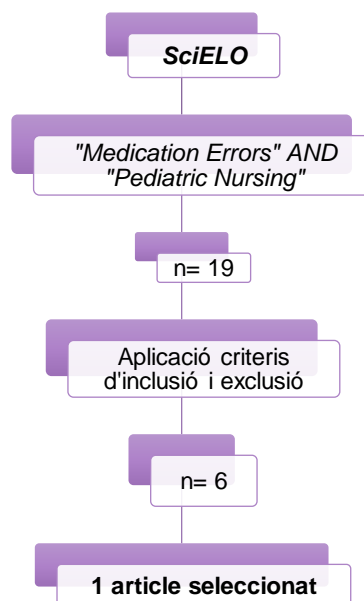 SciELO
"Medication Errors" AND
"Pediatric Nursing"
n= 19
Aplicació criteris
d'inclusió i exclusió
n= 6
1 article seleccionat